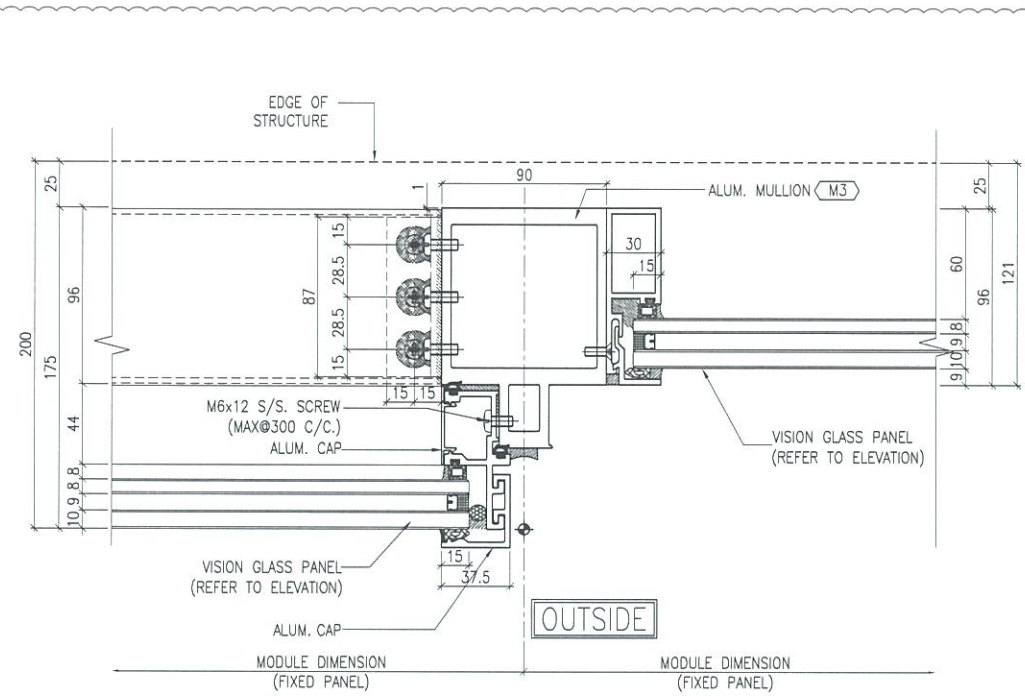 EDGE OF
STRUCTURE
25
90
1
ALUM. MULLION M3
25
15
30
15
60
28.5
96
87
96
121
28.5
200
175
8
9
10
9
15
15 15
M6x12 S/S. SCREW
(MAX@300 C/C.)
44
ALUM. CAP
VISION GLASS PANEL
(REFER TO ELEVATION)
8
8
9
10
VISION GLASS PANEL
(REFER TO ELEVATION)
15
37.5
OUTSIDE
ALUM. CAP
MODULE DIMENSION
(FIXED PANEL)
MODULE DIMENSION
(FIXED PANEL)